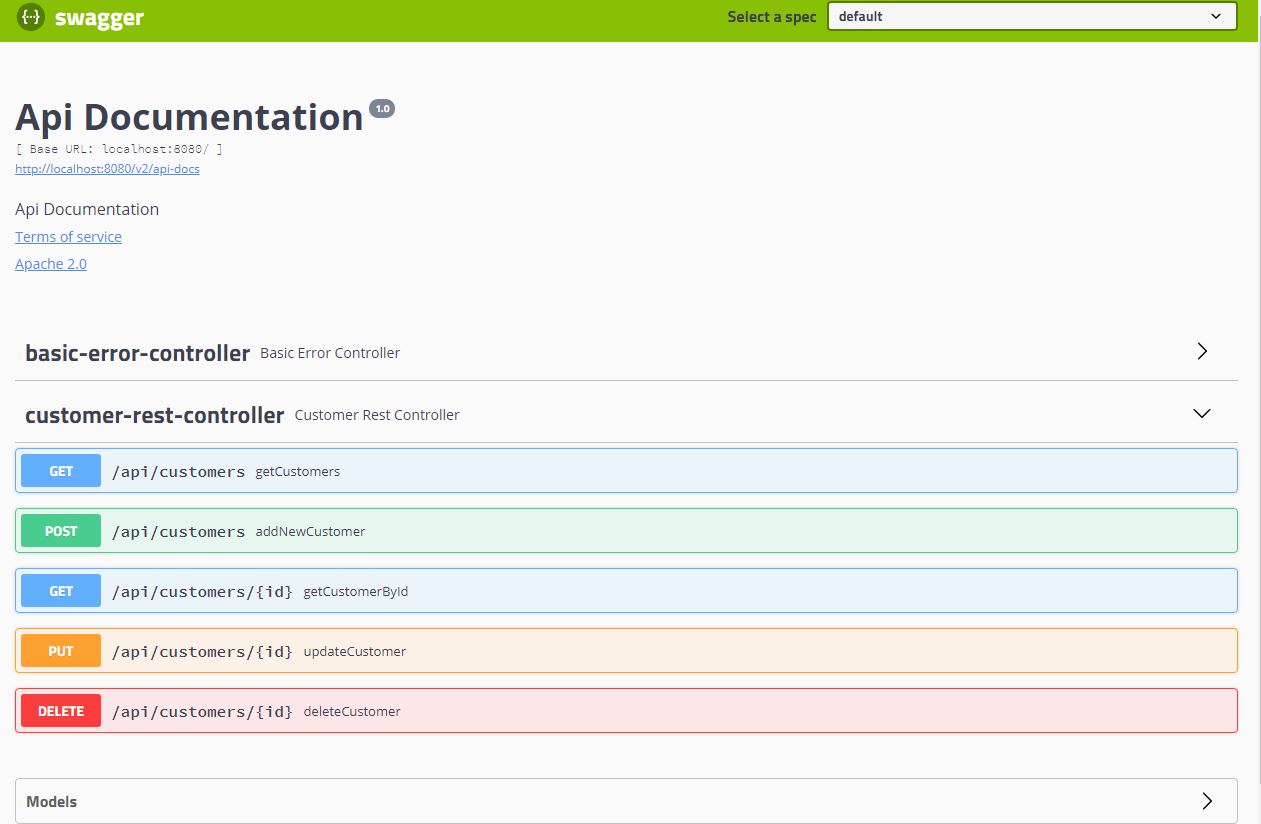 {··} swagger Select a spec default
Api Documentation 1.0
[ Base URL: localhost:8080/ ]
http://localhost:8080/v2/api-docs
Api Documentation
Terms of service
Apache 2.0
basic-error-controller Basic Error Controller
customer-rest-controller Customer Rest Controller
GET /api/customers getCustomers
POST /api/customers addNewCustomer
GET /api/customers/{id} getCustomerById
PUT /api/customers/{id} updateCustomer
DELETE /api/customers/{id} deleteCustomer
Models